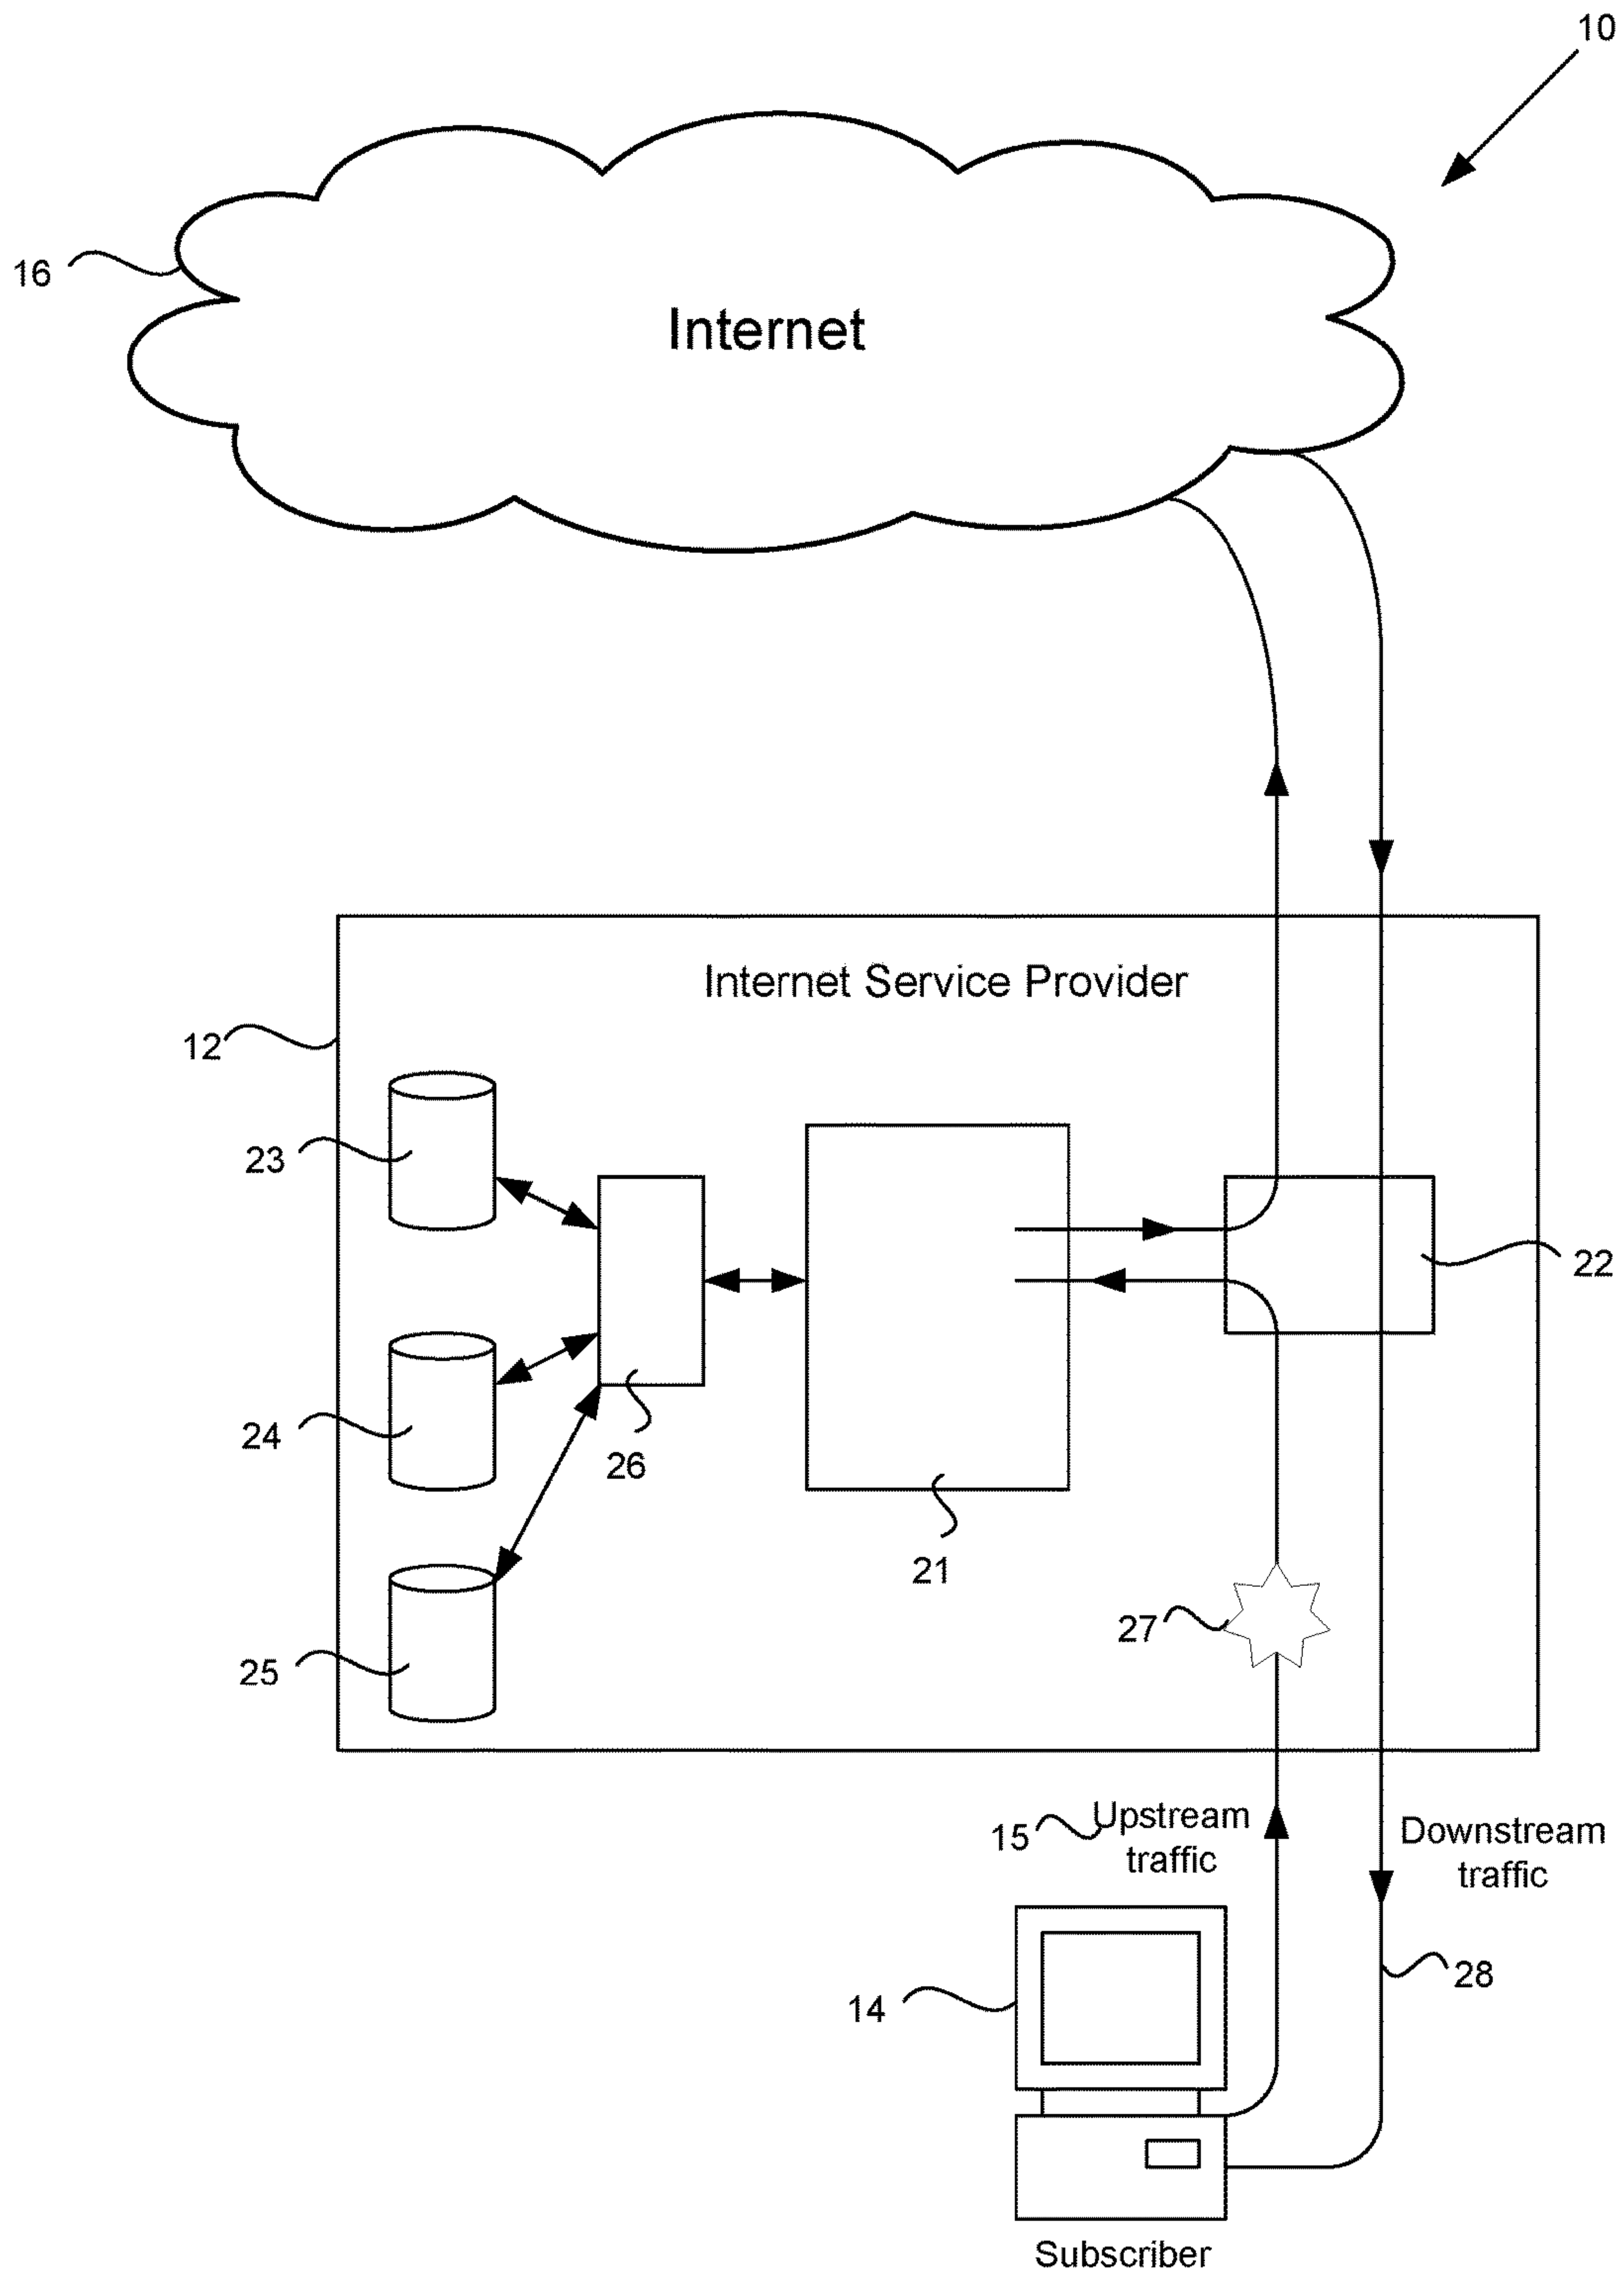 10
16
Internet
Internet Service Provider
12
23
22
24
26
21
27
25
15
Upstream
traffic
Downstream
traffic
28
14
Subscriber